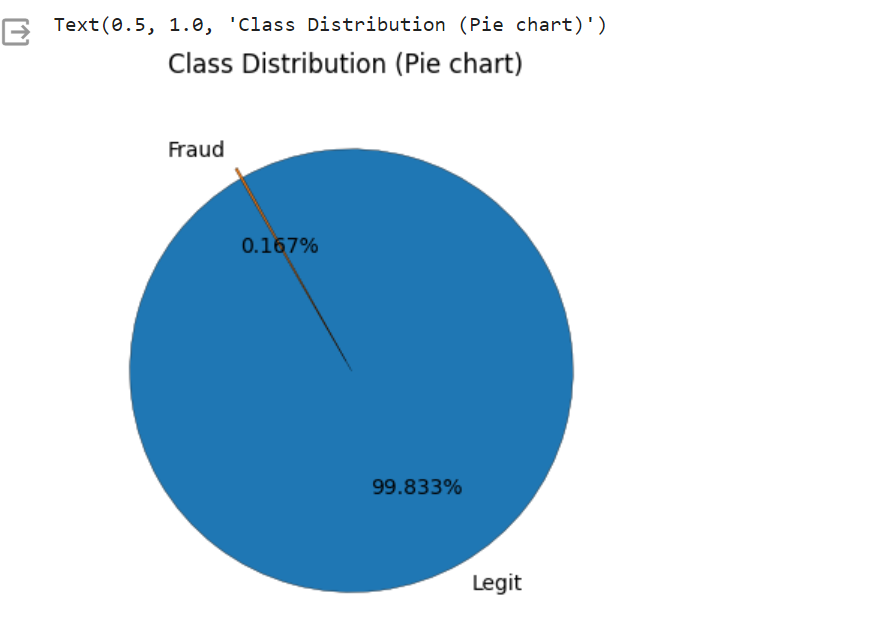 Text(0.5, 1.0, 'Class Distribution (Pie chart)')
Class Distribution (Pie chart)
Fraud
0.167%
99.833%
Legit